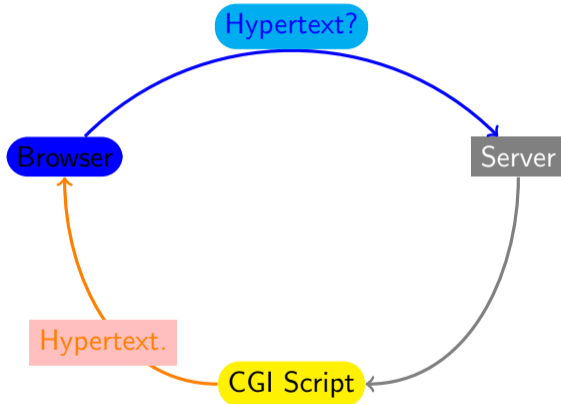 Hypertext?
Browser
Server
Hypertext.
CGI Script